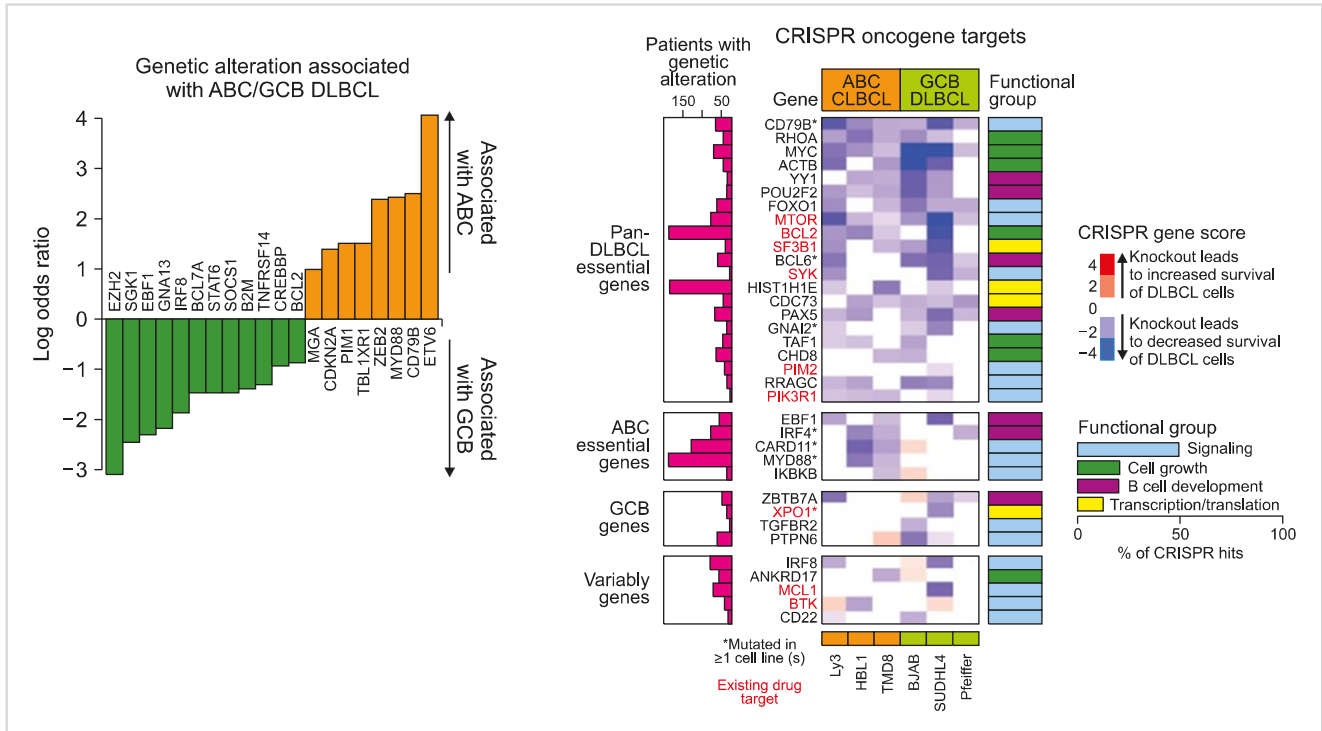 Genetic alteration associated
with ABC/GCB DLBCL
Log odds ratio
4
3
2
1
0
−1
−2
−3
EZH2
SGK1
EBF1
GNA13
IRF8
BCL7A
STAT6
SOCS1
B2M
TNFRSF14
CREBBP
BCL2
MGA
CDKN2A
PIM1
TBL1XR1
ZEB2
MYD88
CD79B
ETV6
Associated
with ABC
Associated
with GCB
Patients with
genetic
alteration
150 50
CRISPR oncogene targets
Gene
ABC
CLBCL
GCB
DLBCL
Functional
group
Pan-
DLBCL
essential
genes
CD79B*
RHOA
MYC
ACTB
YY1
POU2F2
FOXO1
MTOR
BCL2
SF3B1
BCL6*
SYK
HIST1H1E
CDC73
PAX5
GNAI2*
TAF1
CHD8
PIM2
RRAGC
PIK3R1
ABC
essential
genes
EBF1
IRF4*
CARD11*
MYD88*
IKBKB
GCB
genes
ZBTB7A
XPO1*
TGFBR2
PTPN6
Variably
genes
IRF8
ANKRD17
MCL1
BTK
CD22
*Mutated in
≥1 cell line (s)
Existing drug
target
Ly3
HBL1
TMD8
BJAB
SUDHL4
Pfeiffer
CRISPR gene score
4
2
0
−2
−4
Knockout leads
to increased survival
of DLBCL cells
Knockout leads
to decreased survival
of DLBCL cells
Functional group
Signaling
Cell growth
B cell development
Transcription/translation
0 50 100
% of CRISPR hits